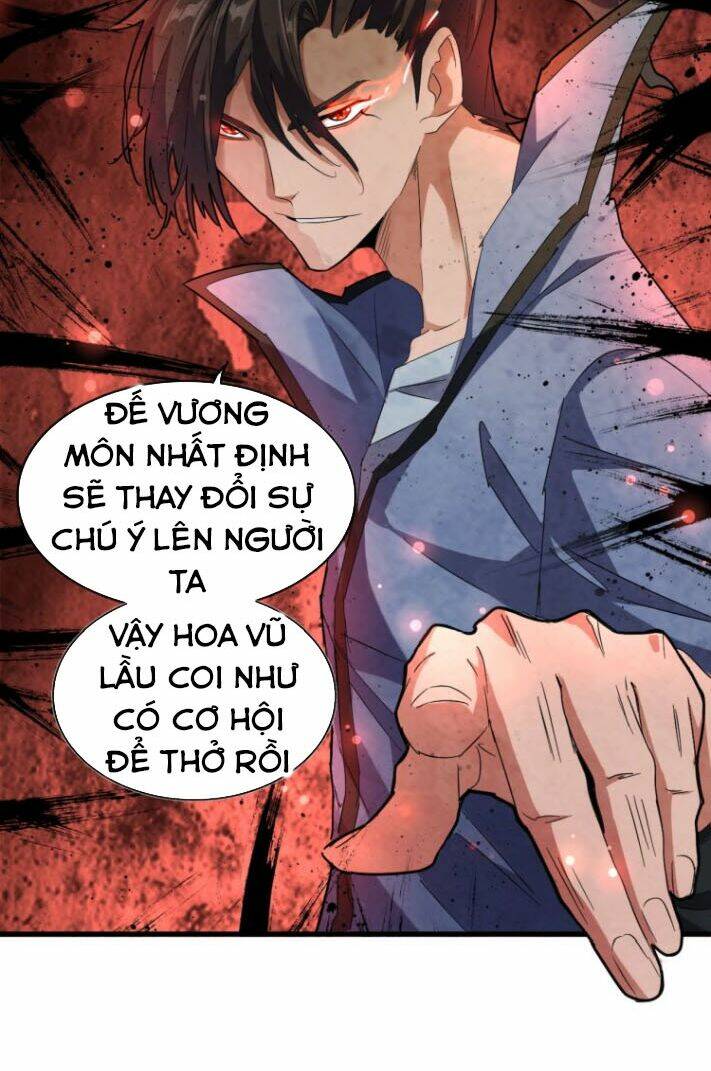 ĐẾ VƯƠNG
MÔN NHẤT ĐỊNH
SẼ THAY ĐỔI SỰ
CHÚ Ý LÊN NGƯỜI
TA
VẬY HOA VŨ
LẦU COI NHƯ
CÓ CƠ HỘI
ĐỂ THỞ RỒI